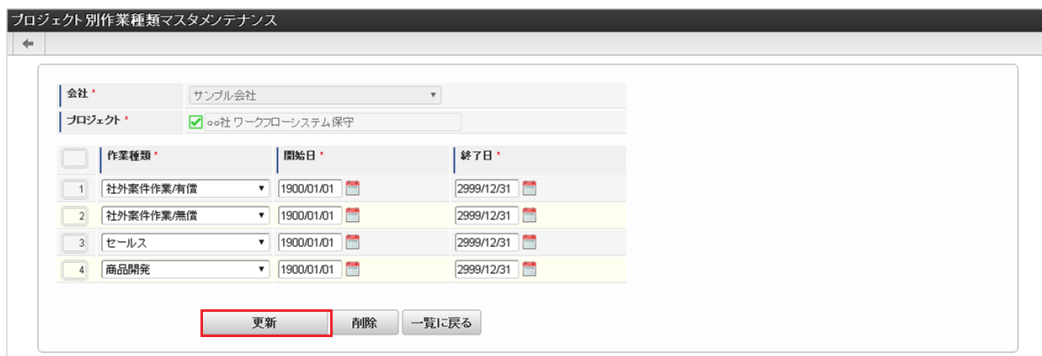 プロジェクト別作業種類マスタメンテナンス
会社 * サンプル会社
プロジェクト * ○○社 ワークフローシステム保守
作業種類 * 開始日 * 終了日 *
1 社外案件作業/有償 1900/01/01 2999/12/31
2 社外案件作業/無償 1900/01/01 2999/12/31
3 セールス 1900/01/01 2999/12/31
4 商品開発 1900/01/01 2999/12/31
更新 削除 一覧に戻る